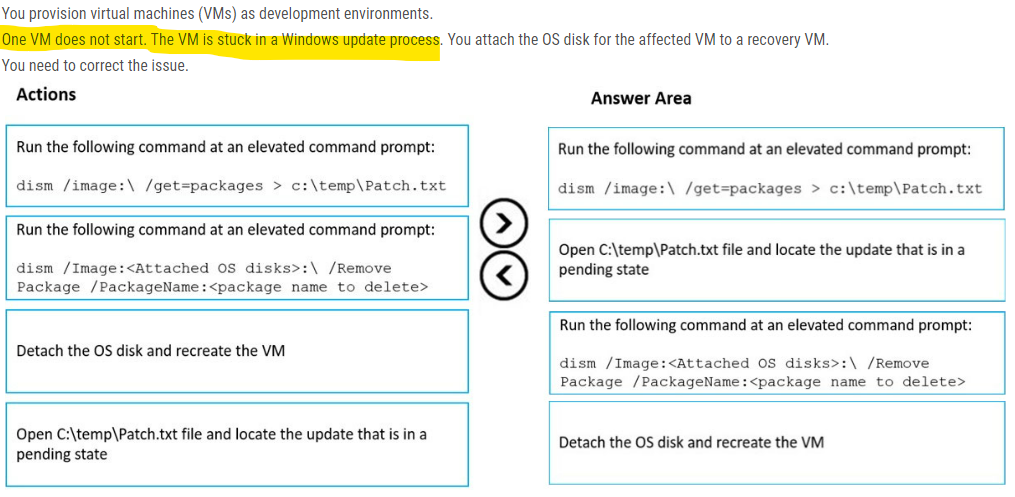 You provision virtual machines (VMs) as development environments.
One VM does not start. The VM is stuck in a Windows update process. You attach the OS disk for the affected VM to a recovery VM.
You need to correct the issue.
Actions
Answer Area
Run the following command at an elevated command prompt:
dism /image:\ /get=packages > c:\temp\Patch.txt
Run the following command at an elevated command prompt:
dism /Image:<Attached OS disks>:\ /Remove
Package /PackageName:<package name to delete>
Detach the OS disk and recreate the VM
Open C:\temp\Patch.txt file and locate the update that is in a
pending state
Run the following command at an elevated command prompt:
dism /image:\ /get=packages > c:\temp\Patch.txt
Open C:\temp\Patch.txt file and locate the update that is in a
pending state
Run the following command at an elevated command prompt:
dism /Image:<Attached OS disks>:\ /Remove
Package /PackageName:<package name to delete>
Detach the OS disk and recreate the VM